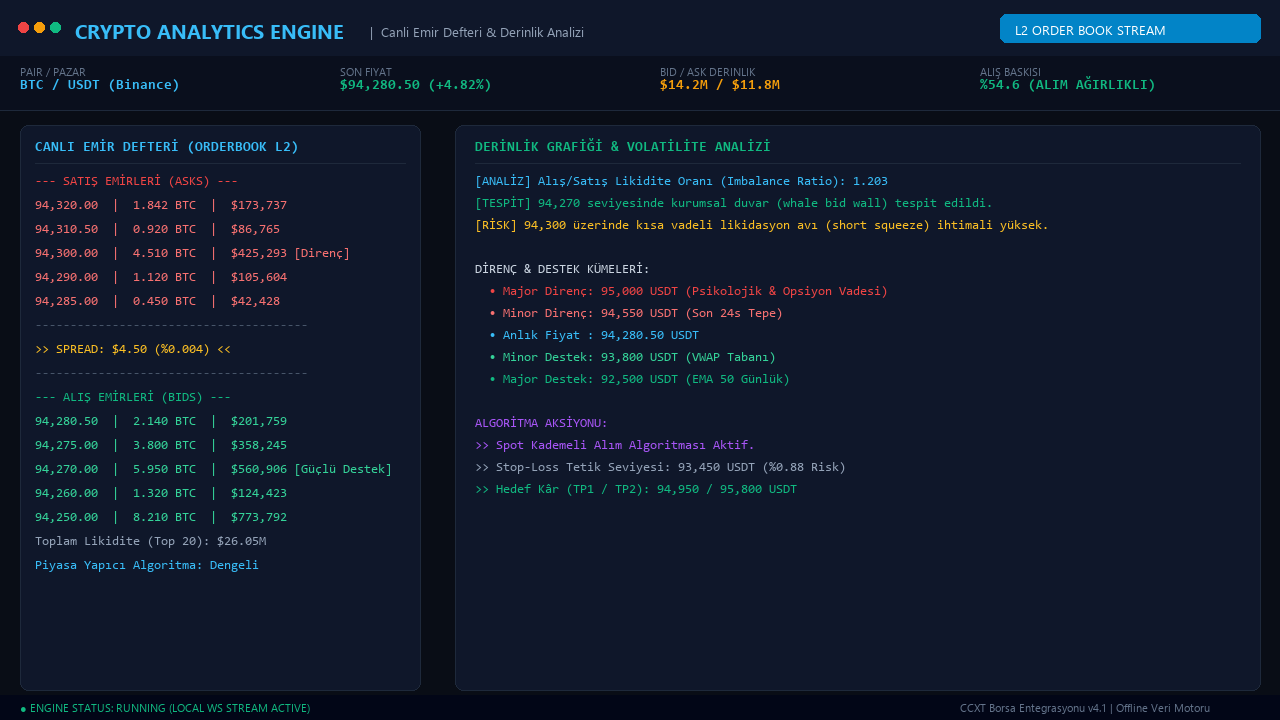 CRYPTO ANALYTICS ENGINE
| Canli Emir Defteri & Derinlik Analizi
L2 ORDER BOOK STREAM
PAIR / PAZAR
BTC / USDT (Binance)
SON FIYAT
$94,280.50 (+4.82%)
BID / ASK DERINLIK
$14.2M / $11.8M
ALIŞ BASKISI
%54.6 (ALIM AĞIRLIKLI)
CANLI EMİR DEFTERİ (ORDERBOOK L2)
--- SATIŞ EMİRLERİ (ASKS) ---
94,320.00 | 1.842 BTC | $173,737
94,310.50 | 0.920 BTC | $86,765
94,300.00 | 4.510 BTC | $425,293 [Direnç]
94,290.00 | 1.120 BTC | $105,604
94,285.00 | 0.450 BTC | $42,428
---------------------------------------
>> SPREAD: $4.50 (%0.004) <<
---------------------------------------
--- ALIŞ EMİRLERİ (BIDS) ---
94,280.50 | 2.140 BTC | $201,759
94,275.00 | 3.800 BTC | $358,245
94,270.00 | 5.950 BTC | $560,906 [Güçlü Destek]
94,260.00 | 1.320 BTC | $124,423
94,250.00 | 8.210 BTC | $773,792
Toplam Likidite (Top 20): $26.05M
Piyasa Yapıcı Algoritma: Dengeli
DERİNLİK GRAFİĞİ & VOLATİLİTE ANALİZİ
[ANALİZ] Alış/Satış Likidite Oranı (Imbalance Ratio): 1.203
[TESPİT] 94,270 seviyesinde kurumsal duvar (whale bid wall) tespit edildi.
[RİSK] 94,300 üzerinde kısa vadeli likidasyon avı (short squeeze) ihtimali yüksek.
DİRENÇ & DESTEK KÜMELERİ:
• Major Direnç: 95,000 USDT (Psikolojik & Opsiyon Vadesi)
• Minor Direnç: 94,550 USDT (Son 24s Tepe)
• Anlık Fiyat : 94,280.50 USDT
• Minor Destek: 93,800 USDT (VWAP Tabanı)
• Major Destek: 92,500 USDT (EMA 50 Günlük)
ALGORİTMA AKSİYONU:
>> Spot Kademeli Alım Algoritması Aktif.
>> Stop-Loss Tetik Seviyesi: 93,450 USDT (%0.88 Risk)
>> Hedef Kâr (TP1 / TP2): 94,950 / 95,800 USDT
● ENGINE STATUS: RUNNING (LOCAL WS STREAM ACTIVE)
CCXT Borsa Entegrasyonu v4.1 | Offline Veri Motoru